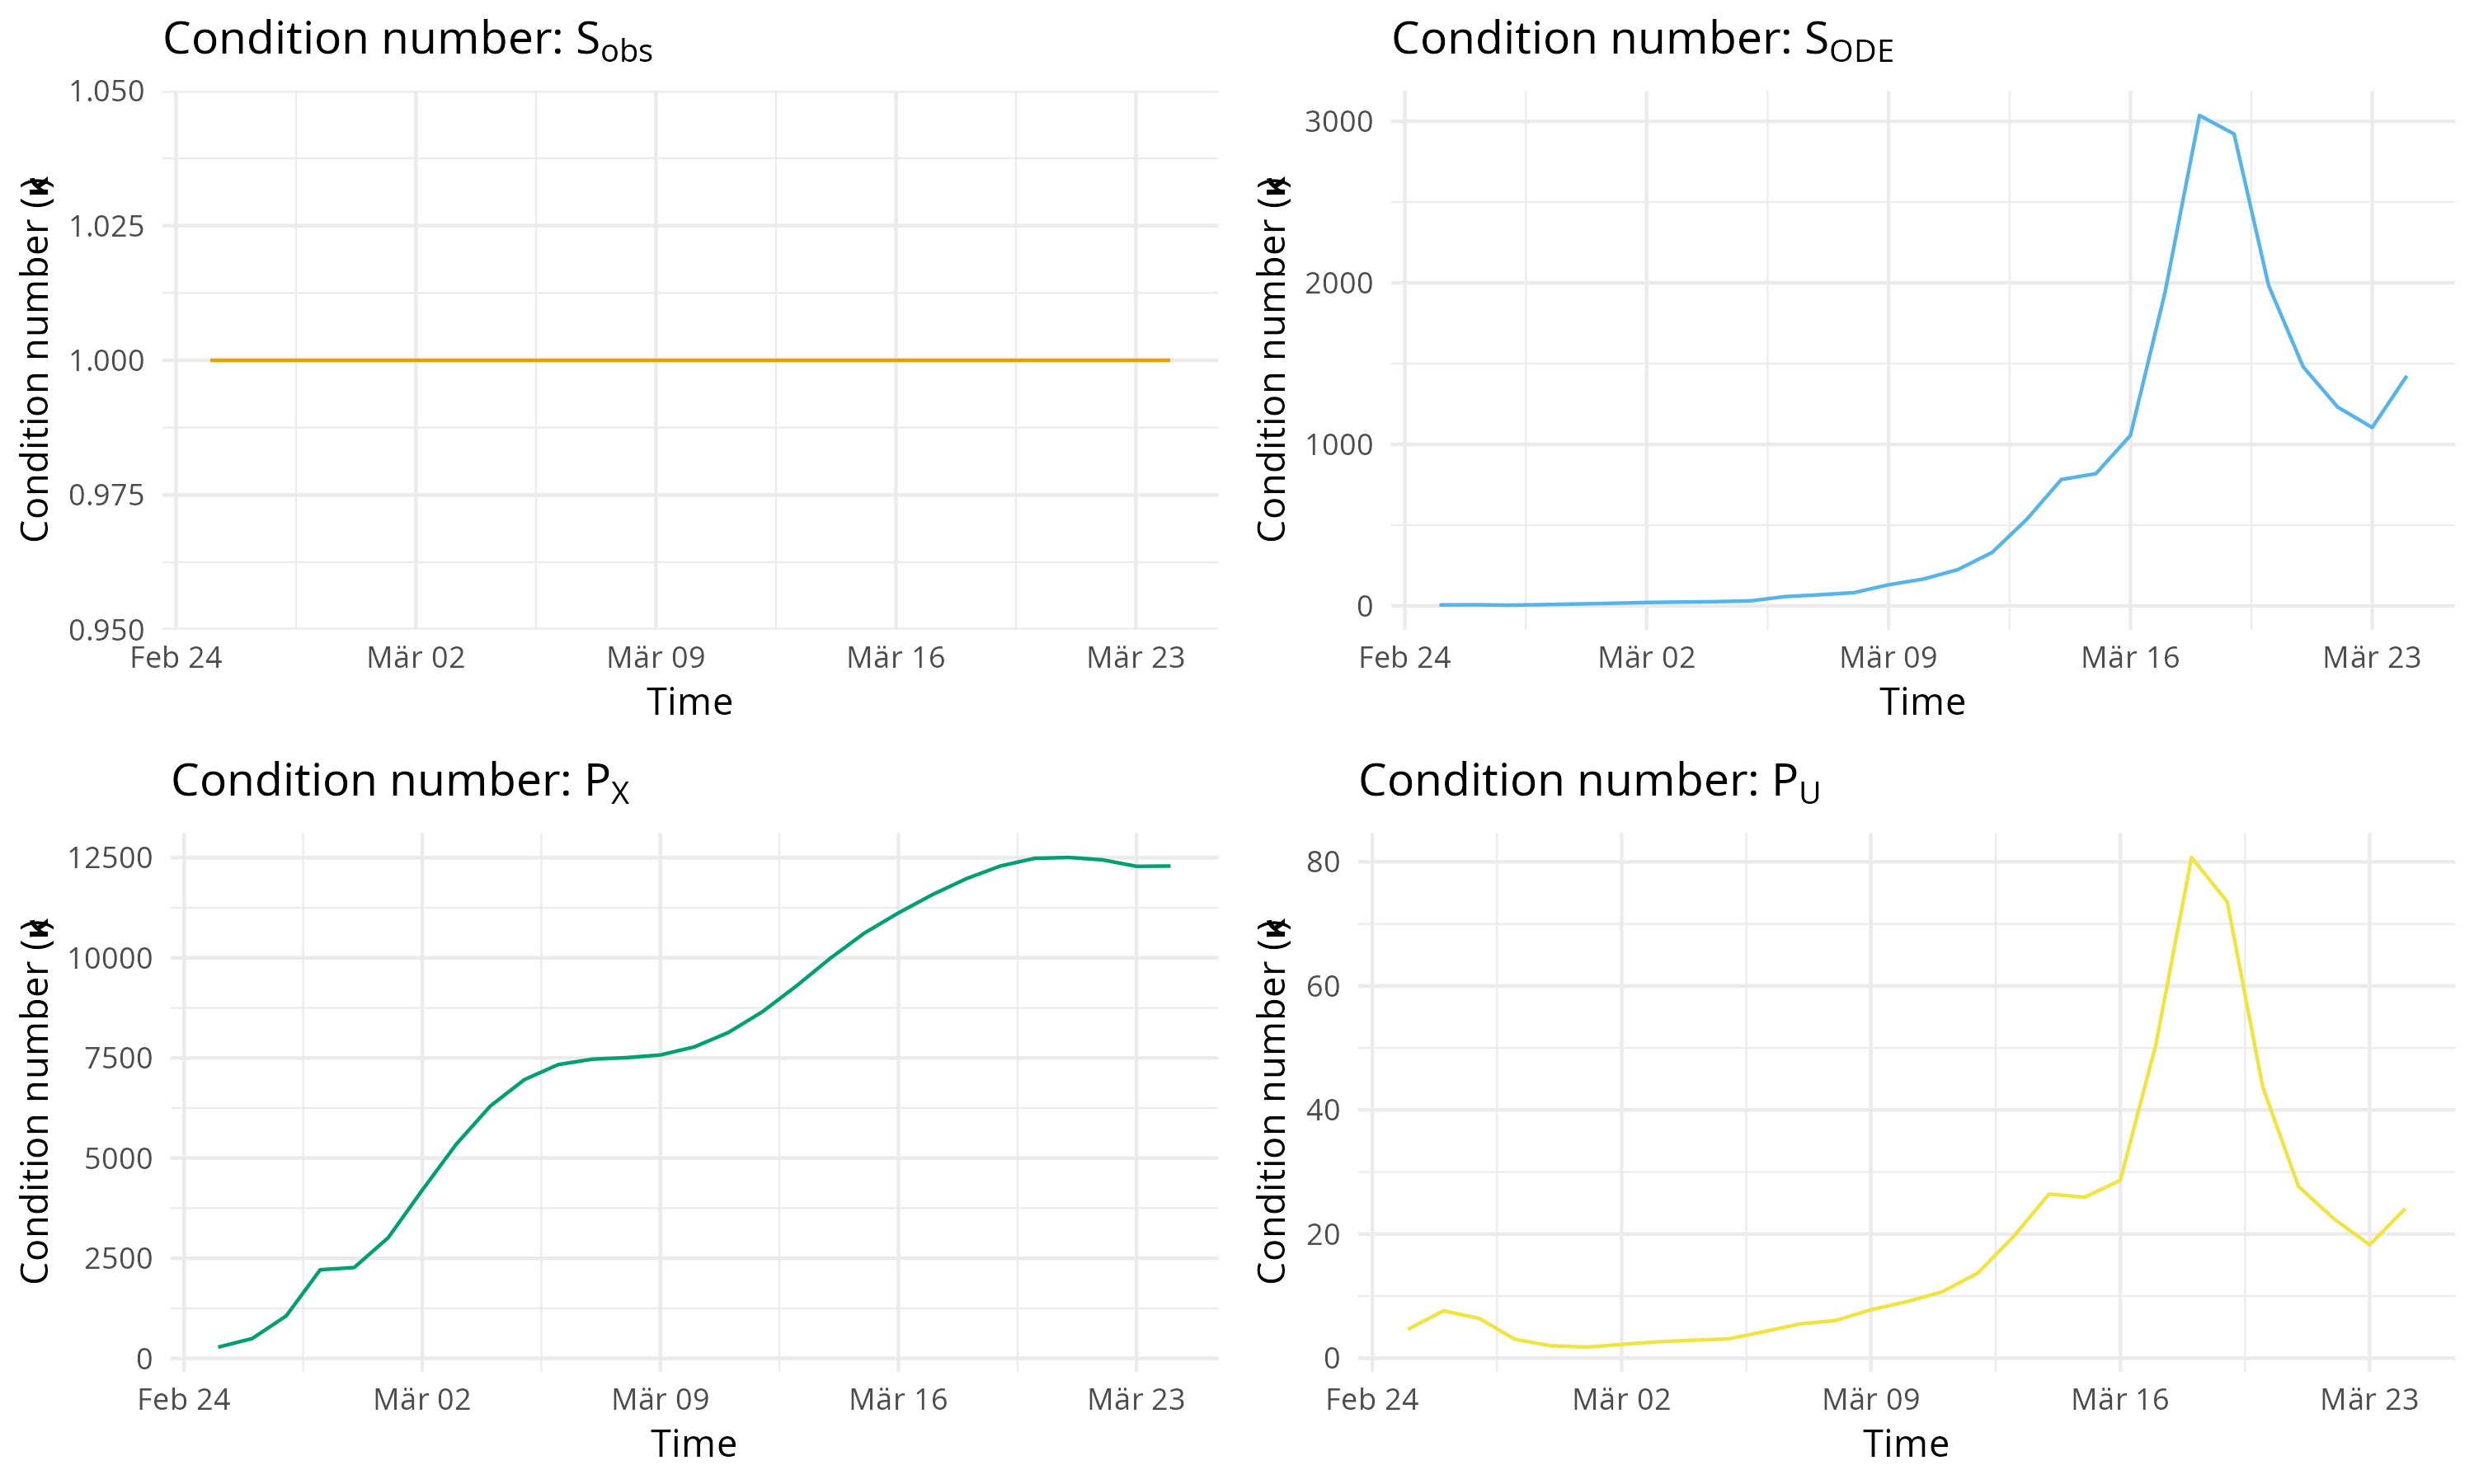 Condition number: S_obs
Condition number (κ)
1.050
1.025
1.000
0.975
0.950
Feb 24 Mär 02 Mär 09 Mär 16 Mär 23
Time
Condition number: S_ODE
Condition number (κ)
3000
2000
1000
0
Feb 24 Mär 02 Mär 09 Mär 16 Mär 23
Time
Condition number: P_X
Condition number (κ)
12500
10000
7500
5000
2500
0
Feb 24 Mär 02 Mär 09 Mär 16 Mär 23
Time
Condition number: P_U
Condition number (κ)
80
60
40
20
0
Feb 24 Mär 02 Mär 09 Mär 16 Mär 23
Time